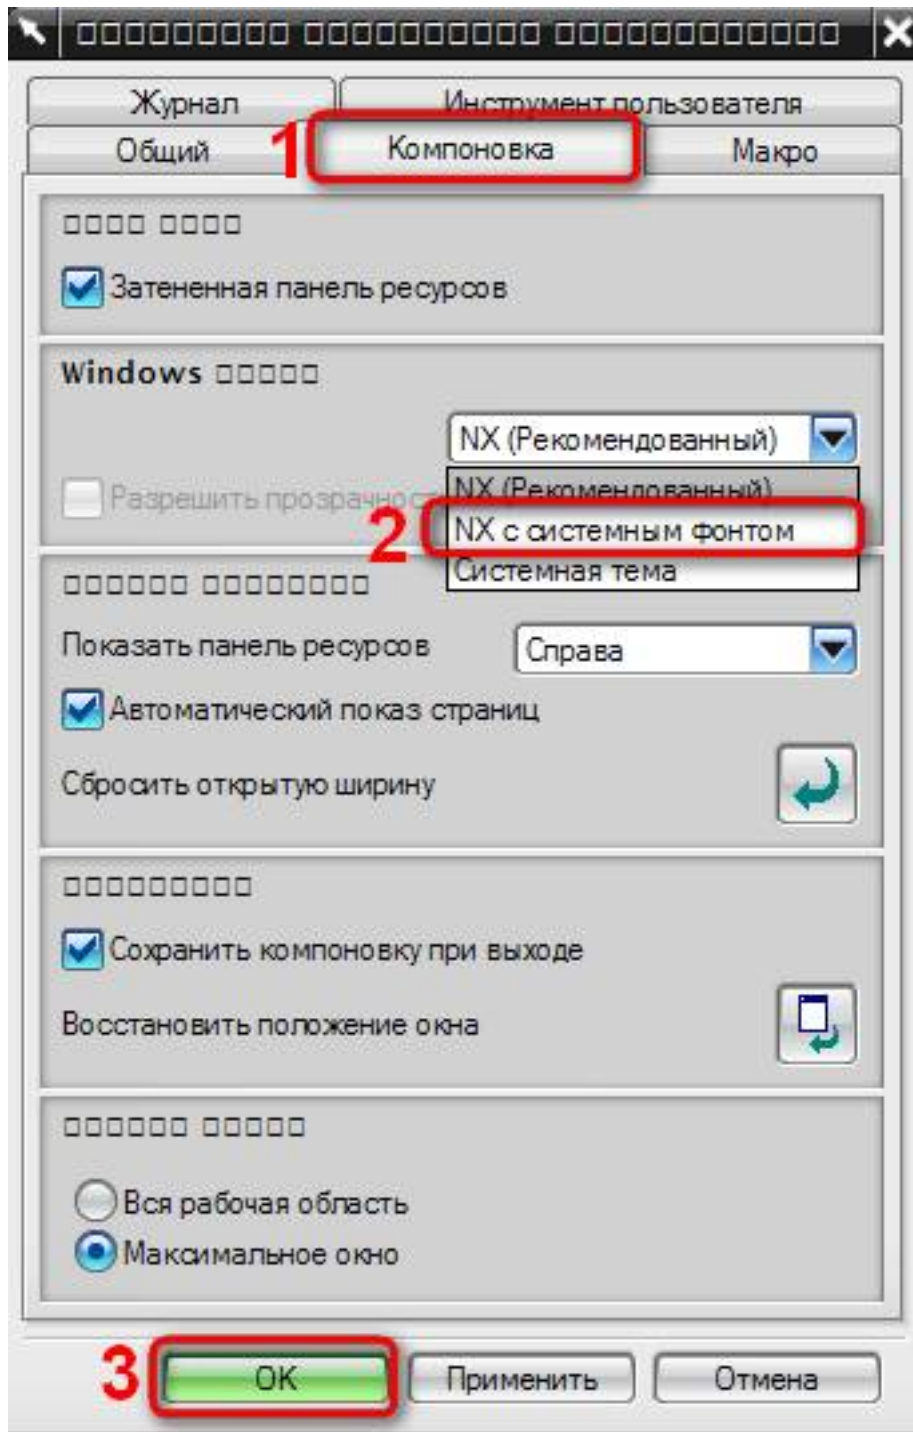 Журнал Инструмент пользователя
1
Общий Компоновка Макро
Затененная панель ресурсов
Windows
NX (Рекомендованный)
Разрешить NX (Рекомендованный)
2 NX с системным фонтом
Системная тема
Показать панель ресурсов Справа
Автоматический показ страниц
Сбросить открытую ширину
Сохранить компоновку при выходе
Восстановить положение окна
Вся рабочая область
Максимальное окно
3 OK Применить Отмена